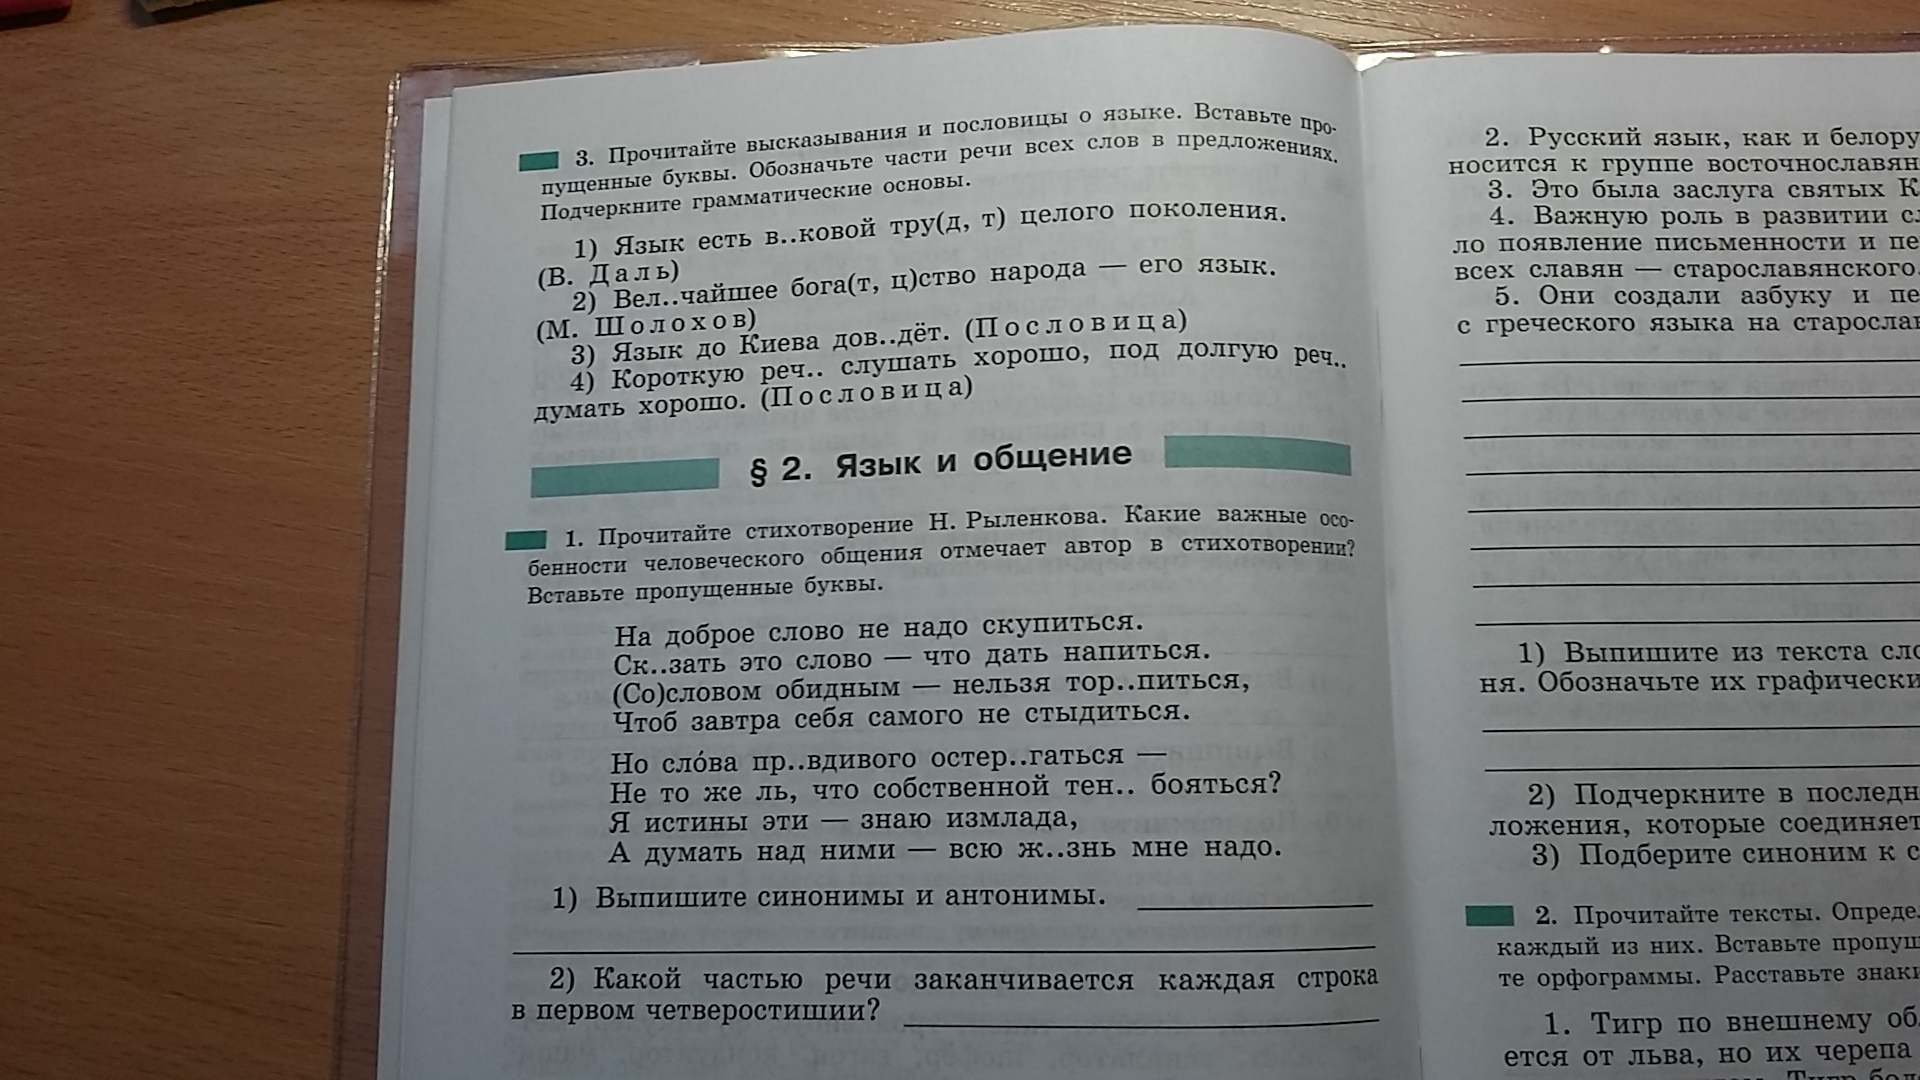 3. Прочитайте высказывания и пословицы о языке. Вставьте про-
пущенные буквы. Обозначьте части речи всех слов в предложениях.
Подчеркните грамматические основы.
1) Язык есть в..ковой тру(д, т) целого поколения.
(В. Даль)
2) Вел..чайшее бога(т, ц)ство народа — его язык.
(М. Шолохов)
3) Язык до Киева дов..дёт. (Пословица)
4) Короткую реч.. слушать хорошо, под долгую реч..
думать хорошо. (Пословица)
§ 2. Язык и общение
1. Прочитайте стихотворение Н. Рыленкова. Какие важные осо-
бенности человеческого общения отмечает автор в стихотворении?
Вставьте пропущенные буквы.
На доброе слово не надо скупиться.
Ск..зать это слово — что дать напиться.
(Со)словом обидным — нельзя тор..питься,
Чтоб завтра себя самого не стыдиться.
Но сло́ва пр..вдивого остер..гаться —
Не то же ль, что собственной тен.. бояться?
Я истины эти — знаю измлада,
А думать над ними — всю ж..знь мне надо.
1) Выпишите синонимы и антонимы.
2) Какой частью речи заканчивается каждая строка
в первом четверостишии?
2. Русский язык, как и белору
носится к группе восточнославян
3. Это была заслуга святых К
4. Важную роль в развитии сл
ло появление письменности и пе
всех славян — старославянского.
5. Они создали азбуку и пе
с греческого языка на старослав
1) Выпишите из текста сло
ня. Обозначьте их графически
2) Подчеркните в последн
ложения, которые соединяет
3) Подберите синоним к с
2. Прочитайте тексты. Опреде
каждый из них. Вставьте пропущ
те орфограммы. Расставьте знаки
1. Тигр по внешнему об
ется от льва, но их черепа